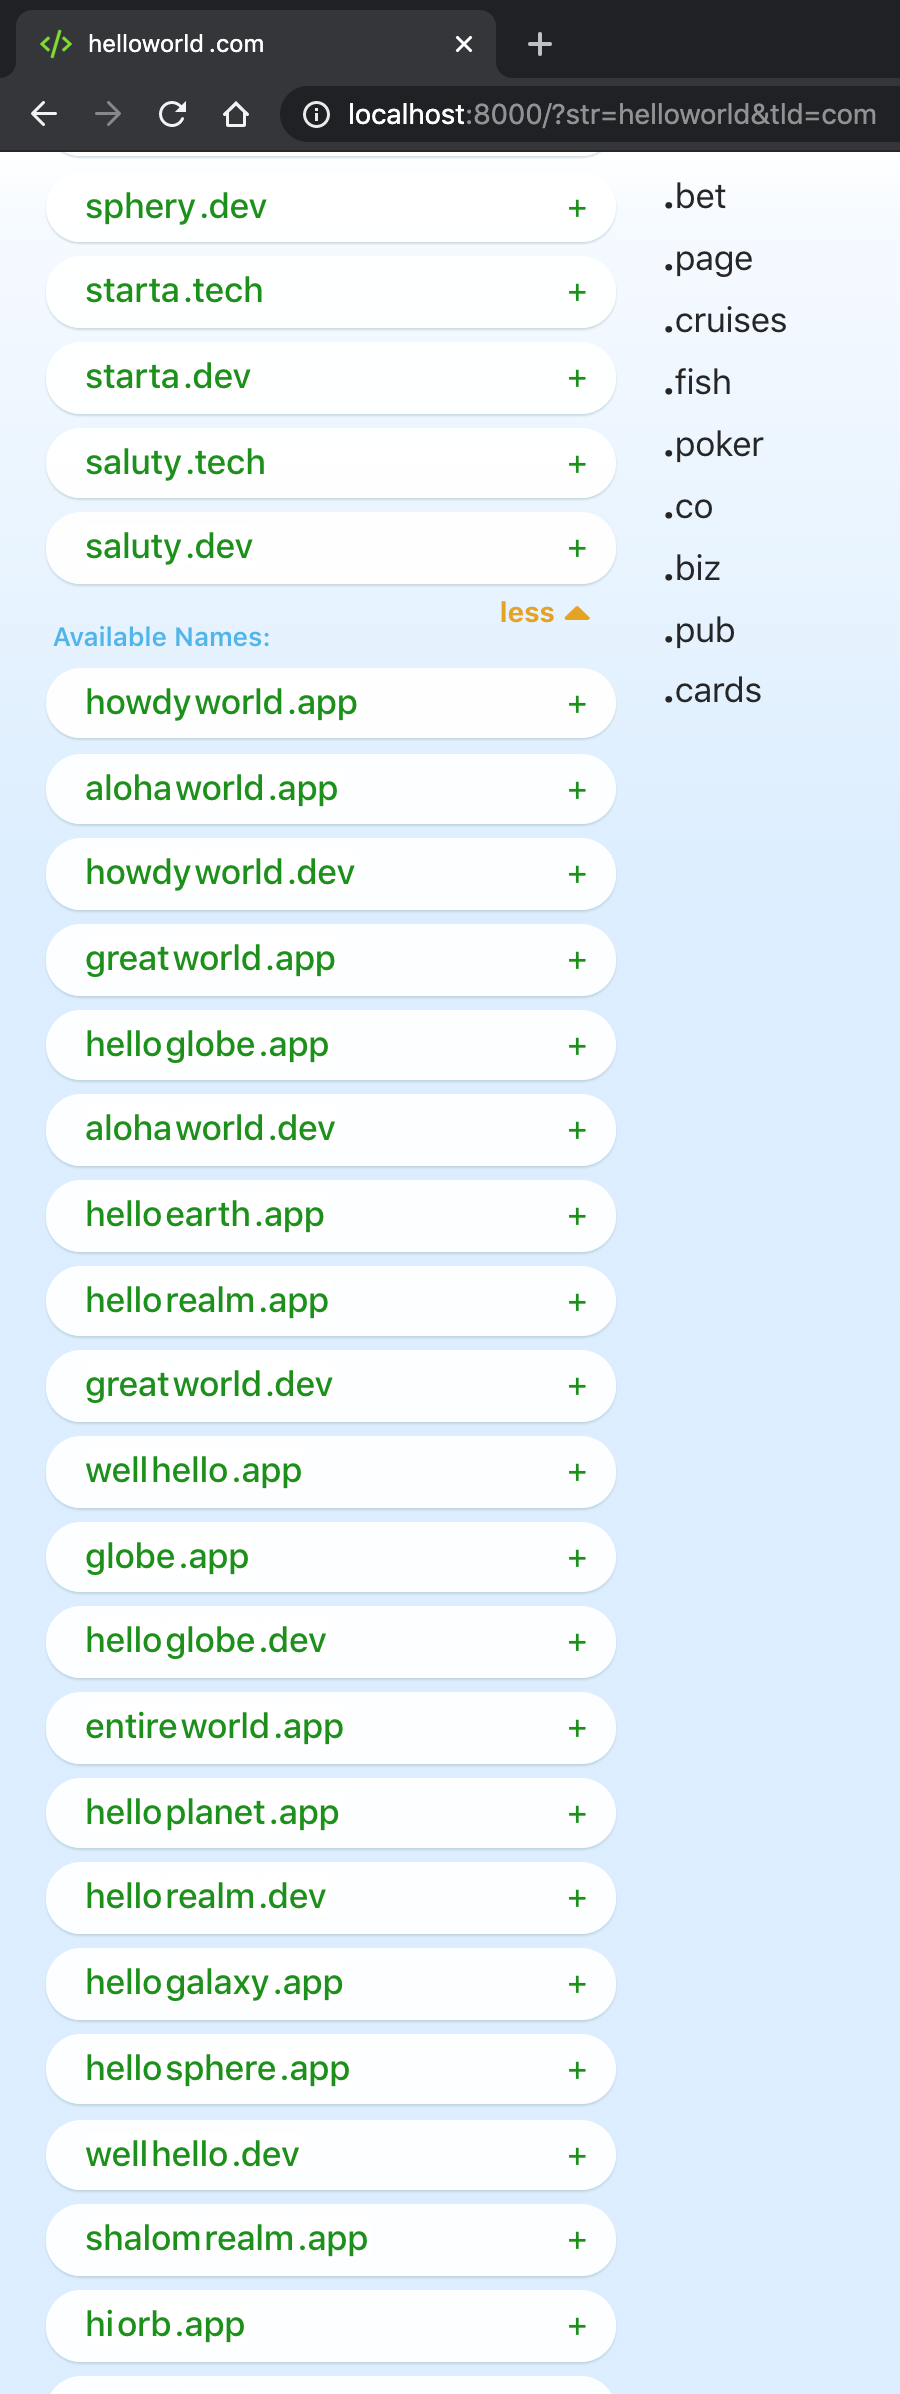 helloworld .com
localhost:8000/?str=helloworld&tld=com
sphery.dev +
starta.tech +
starta.dev +
saluty.tech +
saluty.dev +
less
Available Names:
howdyworld.app +
alohaworld.app +
howdyworld.dev +
greatworld.app +
helloglobe.app +
alohaworld.dev +
helloearth.app +
hellorealm.app +
greatworld.dev +
wellhello.app +
globe.app +
helloglobe.dev +
entireworld.app +
helloplanet.app +
hellorealm.dev +
hellogalaxy.app +
hellosphere.app +
wellhello.dev +
shalomrealm.app +
hiorb.app +
.bet
.page
.cruises
.fish
.poker
.co
.biz
.pub
.cards